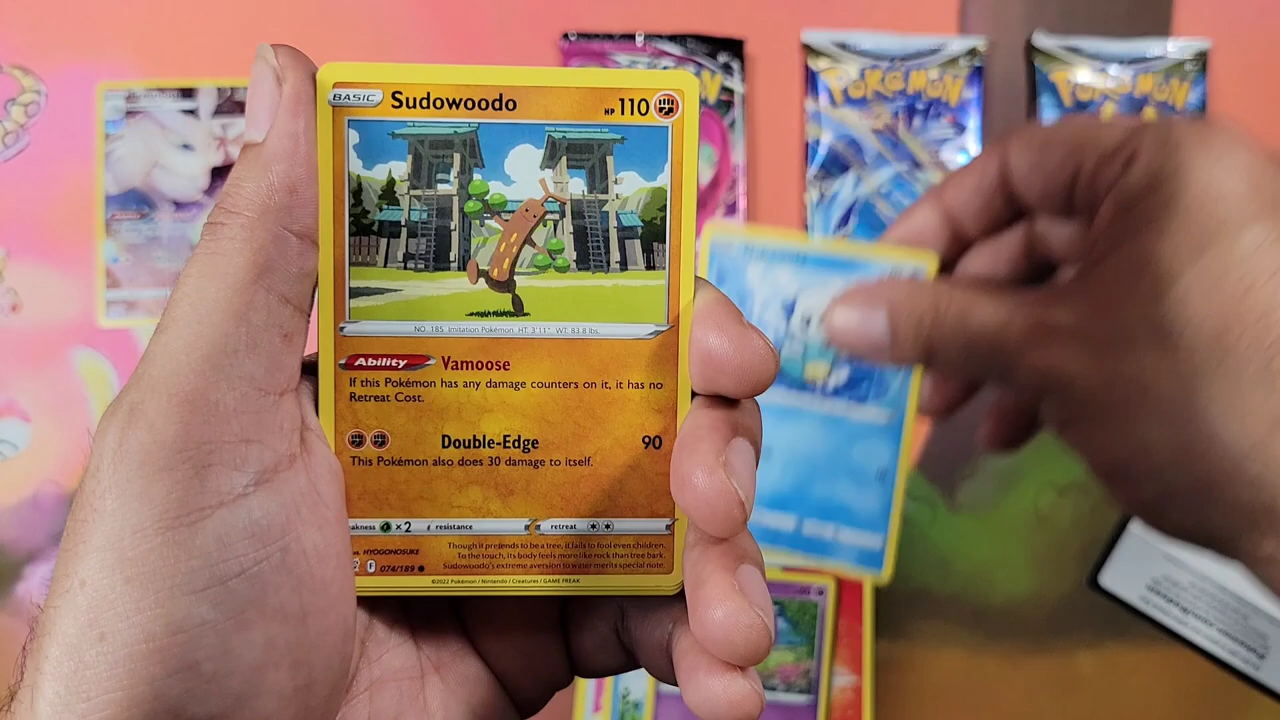 BASIC Sudowoodo HP 110
NO. 185 Imitation Pokémon. HT: 3'11" WT: 83.8 lbs.
Ability Vamoose
If this Pokémon has any damage counters on it, it has no
Retreat Cost.
Double-Edge 90
This Pokémon also does 30 damage to itself.
akness ×2 resistance retreat
us. HYOGONOSUKE
Though it pretends to be a tree, it fails to fool even children.
To the touch, its body feels more like rock than tree bark.
Sudowoodo's extreme aversion to water merits special note.
F 074/189
©2022 Pokémon / Nintendo / Creatures / GAME FREAK
POKÉMON
POKÉMON